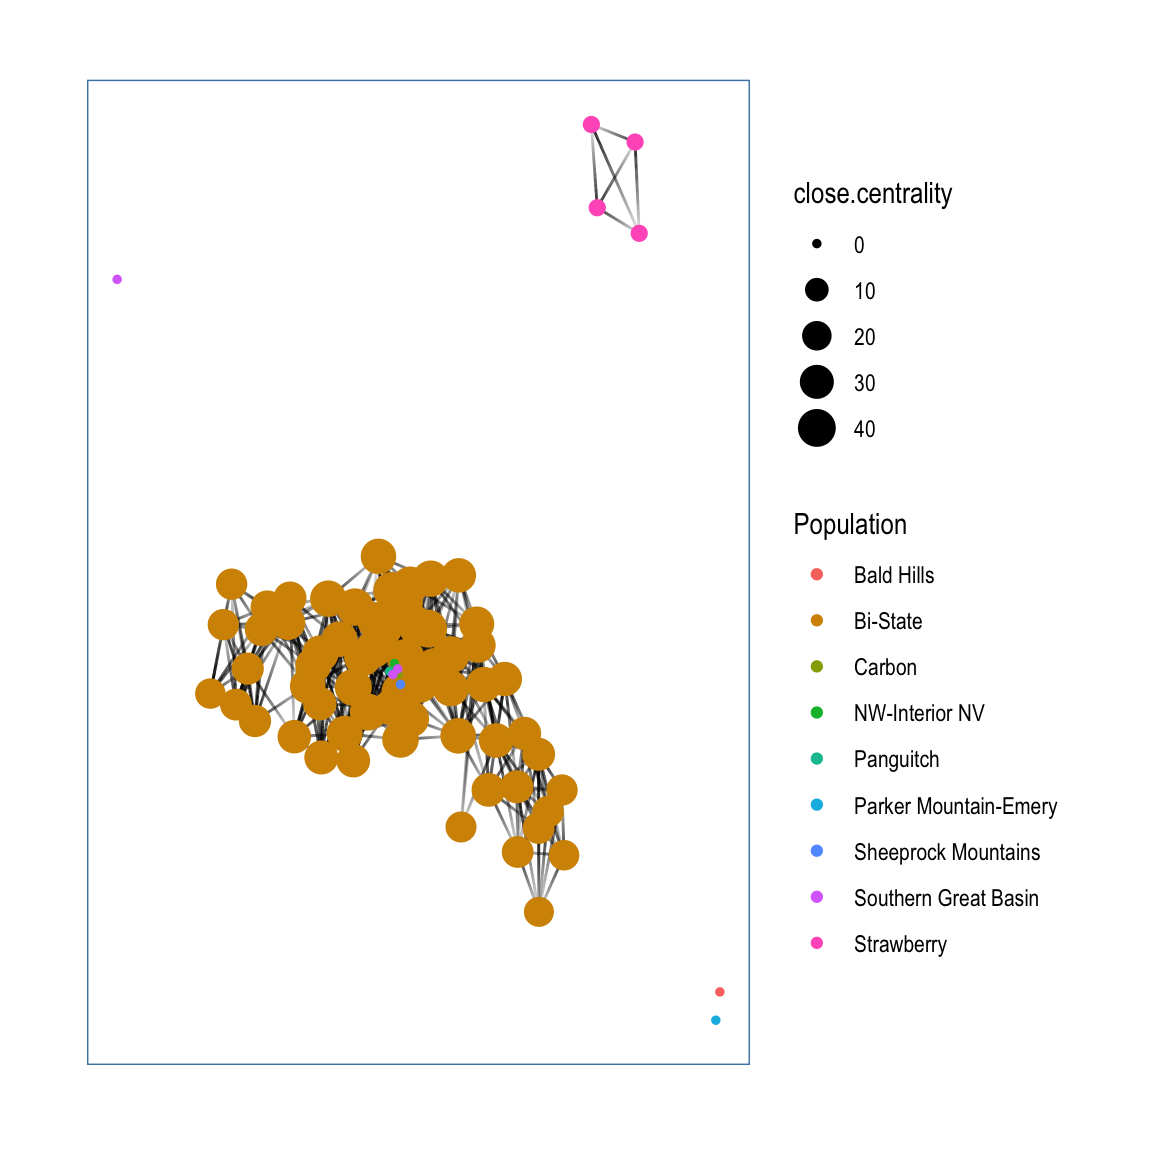 close.centrality
0
10
20
30
40
Population
Bald Hills
Bi-State
Carbon
NW-Interior NV
Panguitch
Parker Mountain-Emery
Sheeprock Mountains
Southern Great Basin
Strawberry